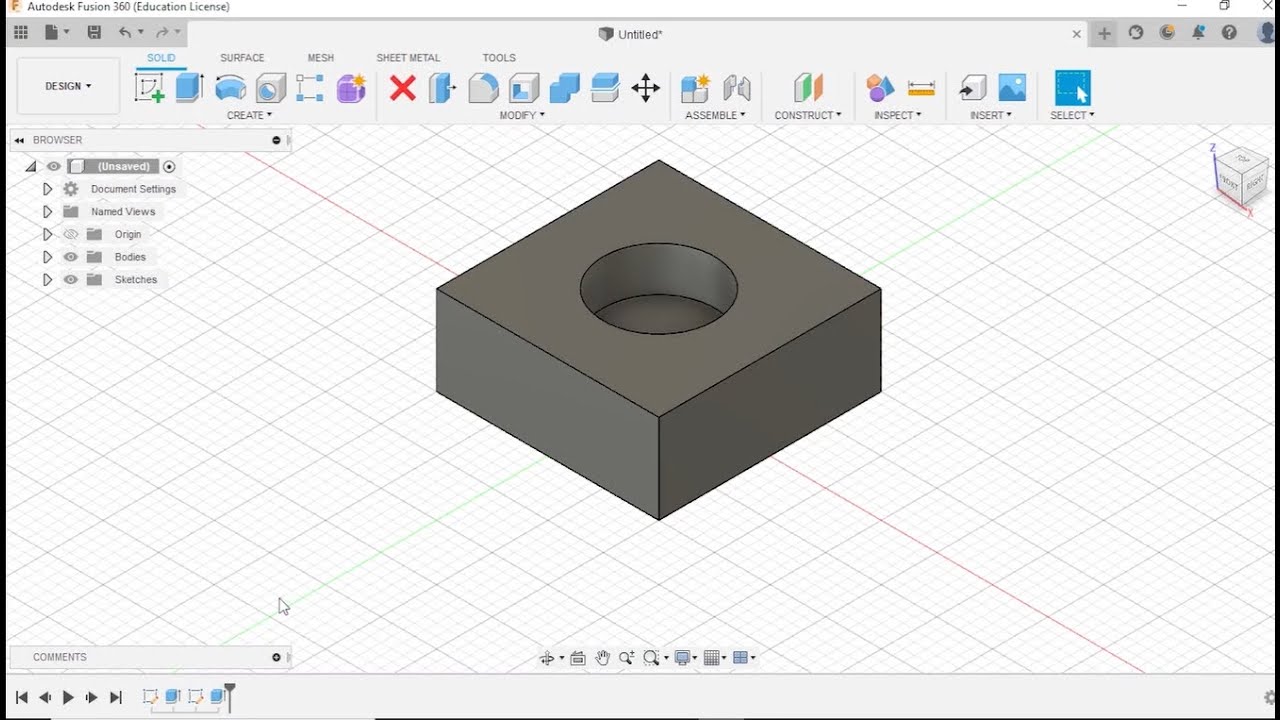 Autodesk Fusion 360 (Education License)
Untitled*
SOLID SURFACE MESH SHEET METAL TOOLS
DESIGN
CREATE MODIFY ASSEMBLE CONSTRUCT INSPECT INSERT SELECT
BROWSER
(Unsaved)
Document Settings
Named Views
Origin
Bodies
Sketches
Z
FRONT RIGHT
X
COMMENTS